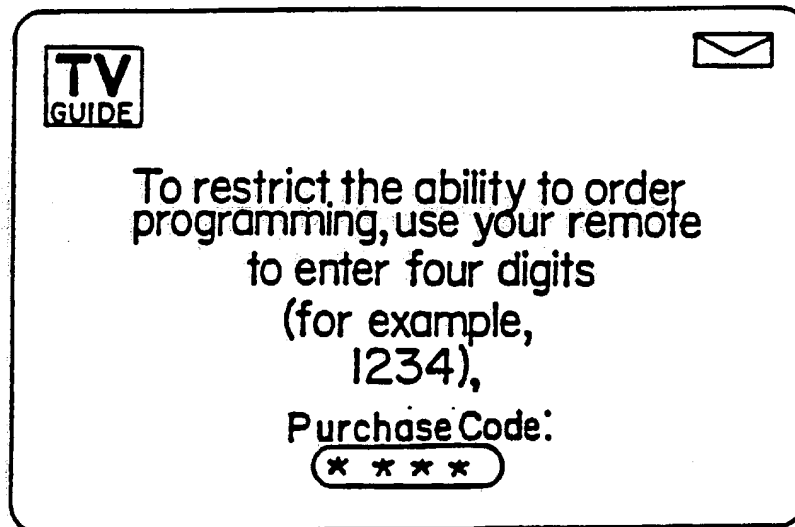 TV
GUIDE
To restrict the ability to order
programming, use your remote
to enter four digits
(for example,
1234),
Purchase Code:
* * * *